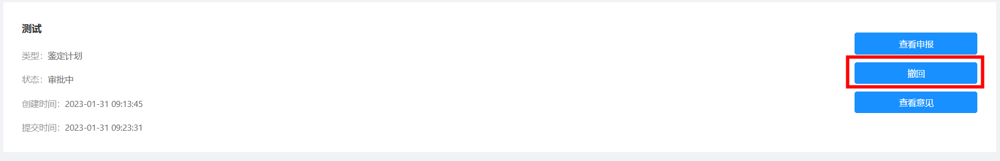 测试
类型：鉴定计划
状态：审批中
创建时间：2023-01-31 09:13:45
提交时间：2023-01-31 09:23:31
查看申报
撤回
查看意见